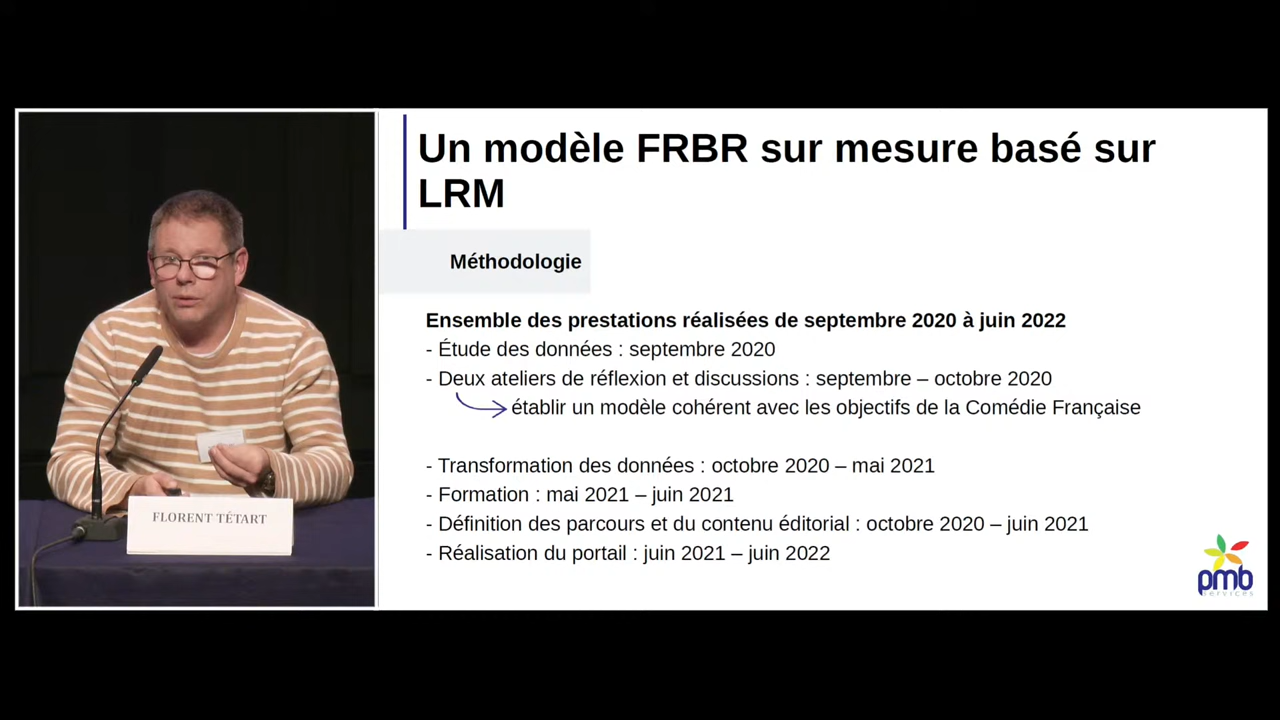 Un modèle FRBR sur mesure basé sur
LRM
Méthodologie
Ensemble des prestations réalisées de septembre 2020 à juin 2022
- Étude des données : septembre 2020
- Deux ateliers de réflexion et discussions : septembre – octobre 2020
établir un modèle cohérent avec les objectifs de la Comédie Française
- Transformation des données : octobre 2020 – mai 2021
- Formation : mai 2021 – juin 2021
- Définition des parcours et du contenu éditorial : octobre 2020 – juin 2021
- Réalisation du portail : juin 2021 – juin 2022
FLORENT TÉTART
pmb
services